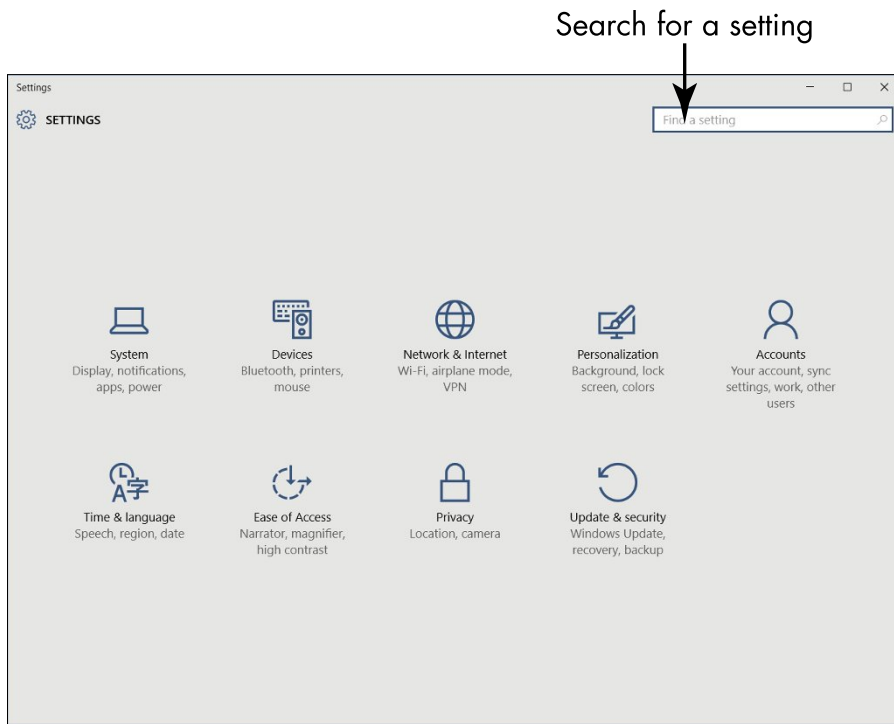 Search for a setting
Settings
SETTINGS
Find a setting
System
Display, notifications,
apps, power
Devices
Bluetooth, printers,
mouse
Network & Internet
Wi-Fi, airplane mode,
VPN
Personalization
Background, lock
screen, colors
Accounts
Your account, sync
settings, work, other
users
A字
Time & language
Speech, region, date
Ease of Access
Narrator, magnifier,
high contrast
Privacy
Location, camera
Update & security
Windows Update,
recovery, backup